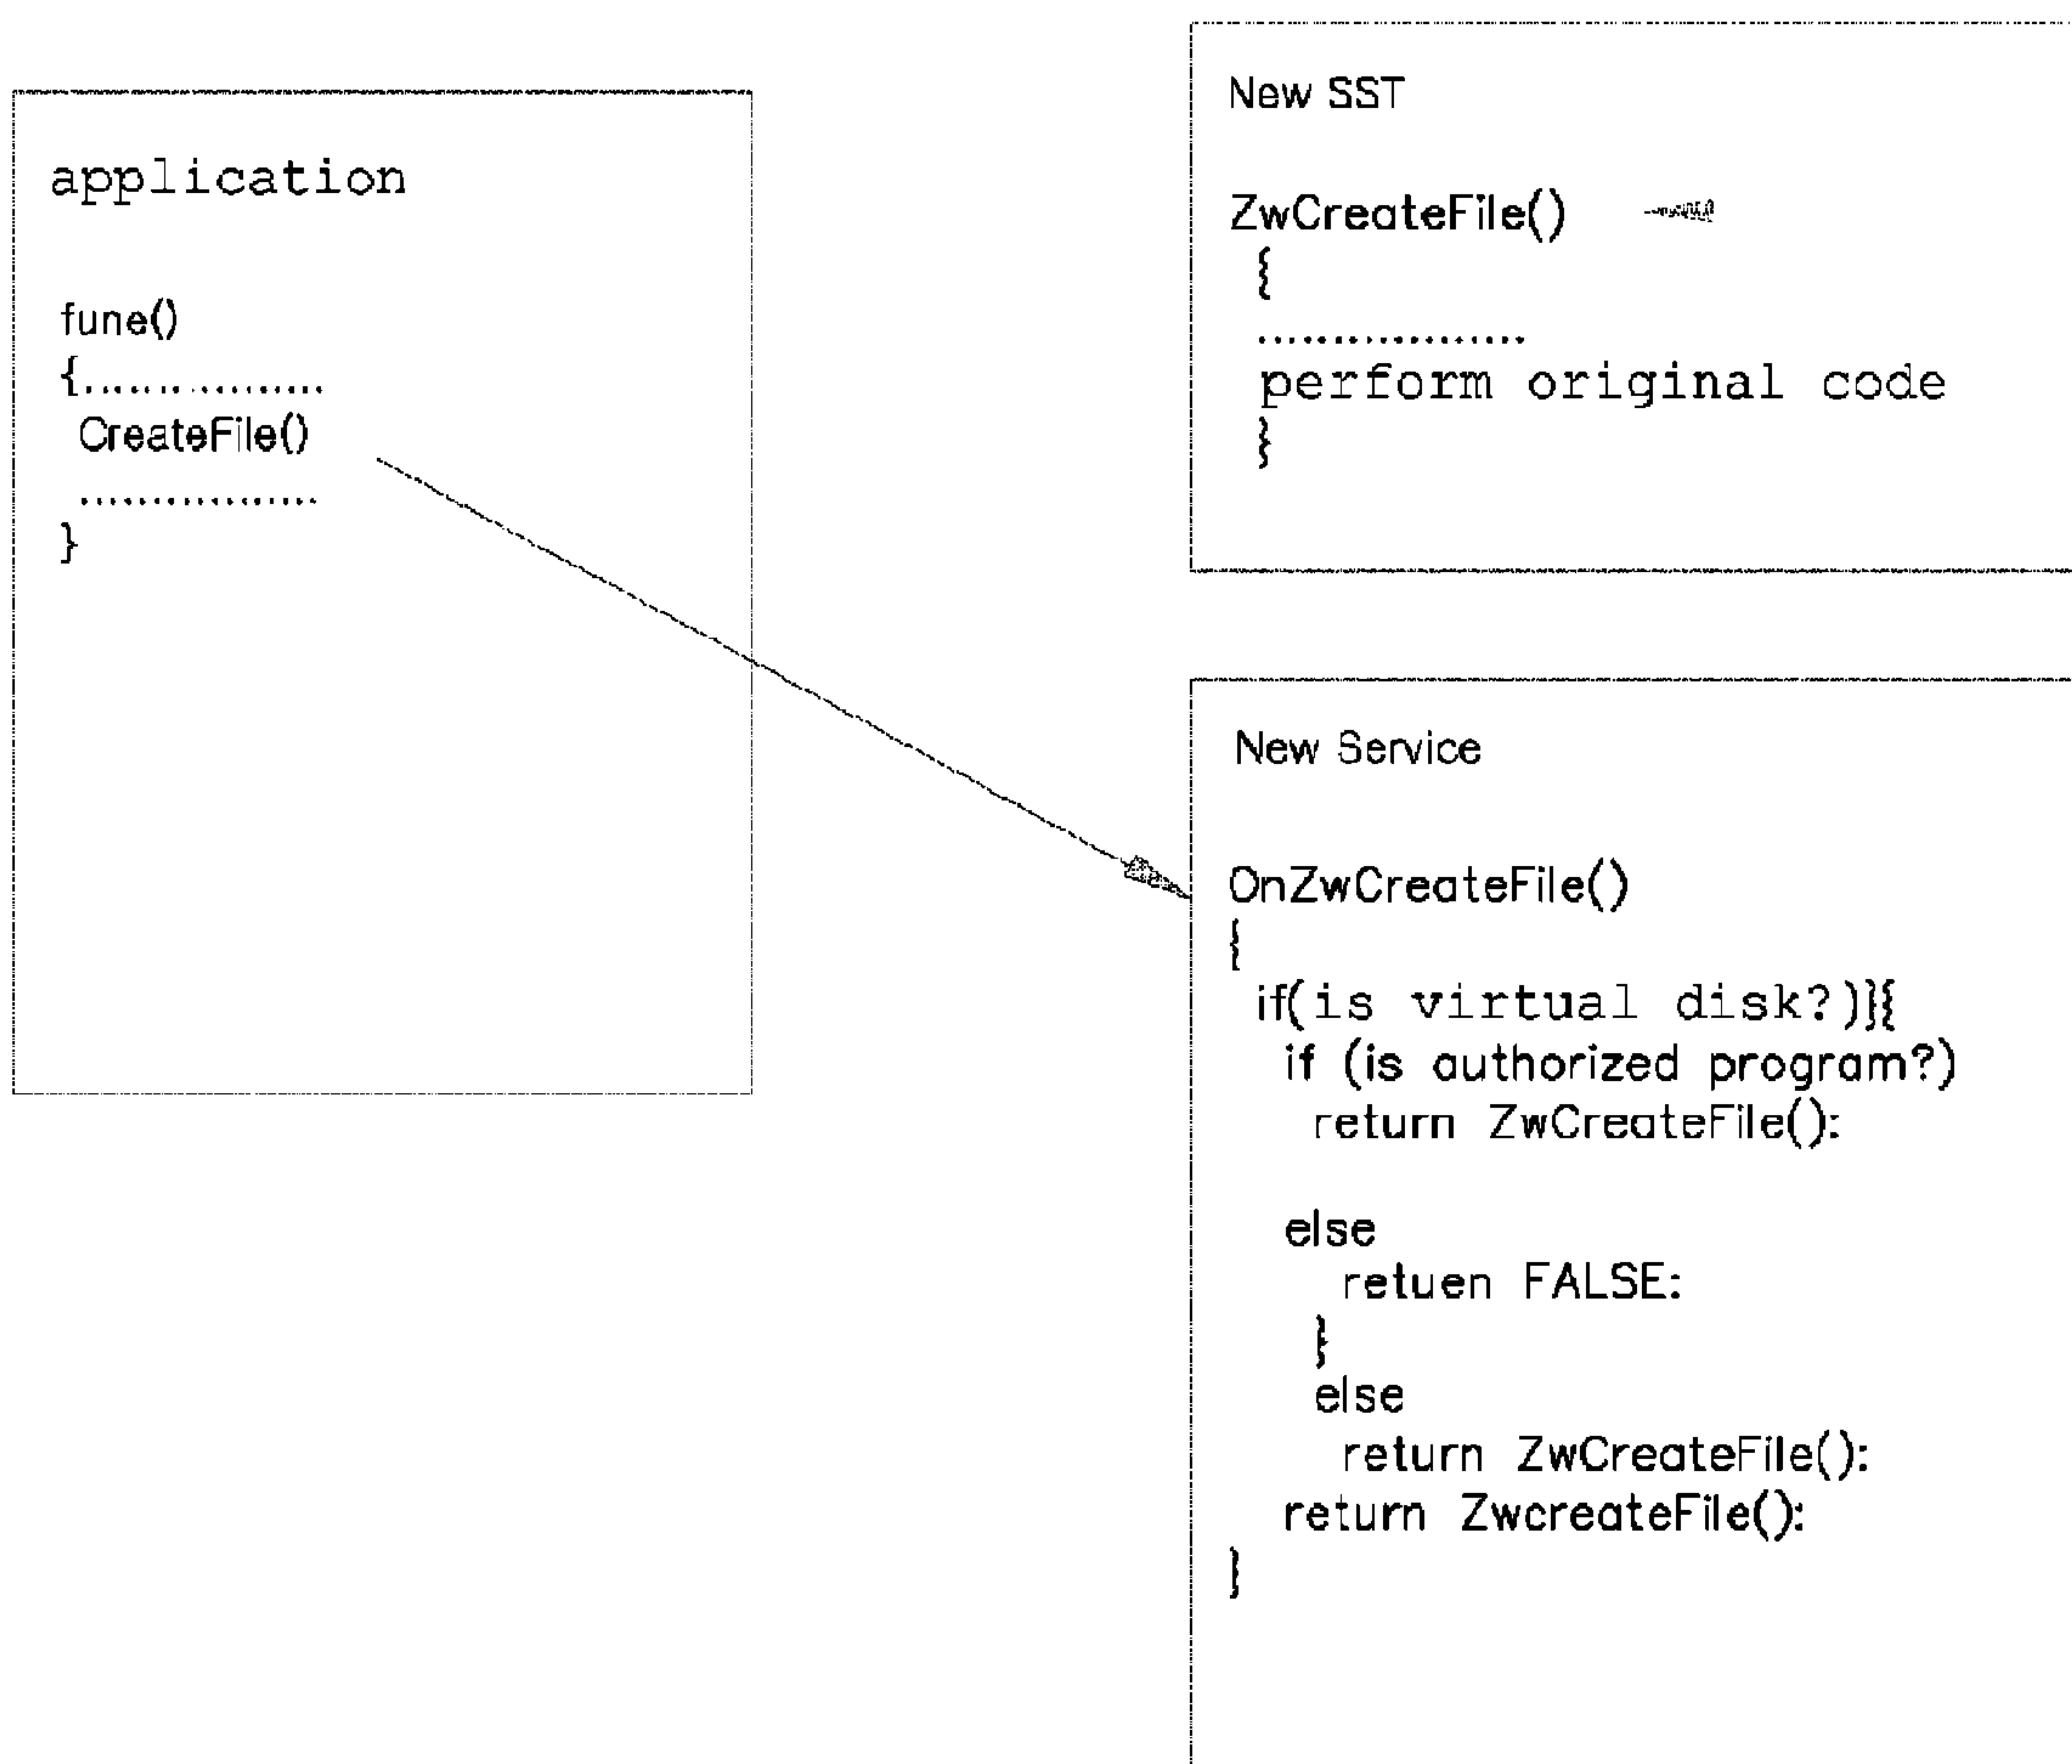 application
fune()
{................
CreateFile()
................
}
New SST
ZwCreateFile()
{
..................
perform original code
}
New Service
OnZwCreateFile()
{
if(is virtual disk?)}{
if (is authorized program?)
return ZwCreateFile():
else
retuen FALSE:
}
else
return ZwCreateFile():
return ZwcreateFile():
}